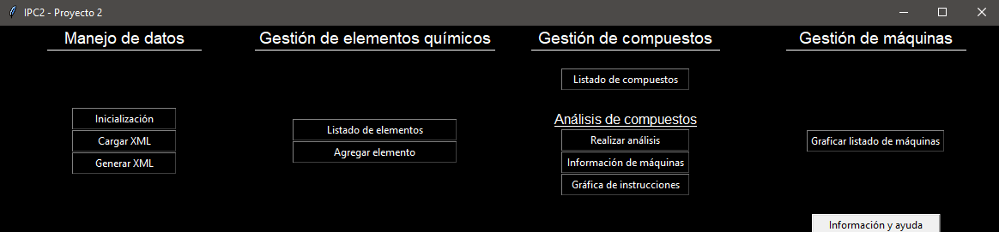 IPC2 - Proyecto 2
Manejo de datos
Inicialización
Cargar XML
Generar XML
Gestión de elementos químicos
Listado de elementos
Agregar elemento
Gestión de compuestos
Listado de compuestos
Análisis de compuestos
Realizar análisis
Información de máquinas
Gráfica de instrucciones
Gestión de máquinas
Graficar listado de máquinas
Información y ayuda